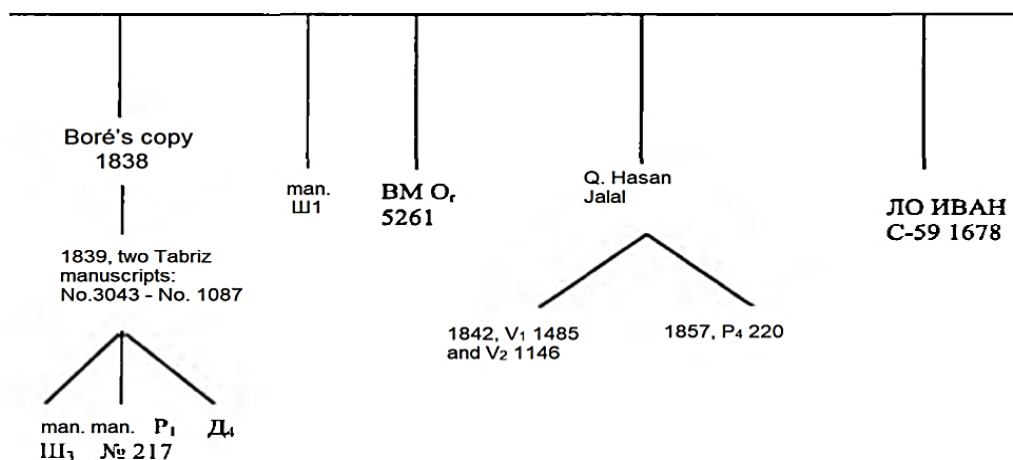 Boré's copy
1838
man.
Ш1
ВМ Oᵣ
5261
Q. Hasan
Jalal
ЛО ИВАН
С-59 1678
1839, two Tabriz
manuscripts:
No.3043 - No. 1087
1842, V₁ 1485
and V₂ 1146
1857, P₄ 220
man. man. P₁ Д₄
Ш₃ № 217